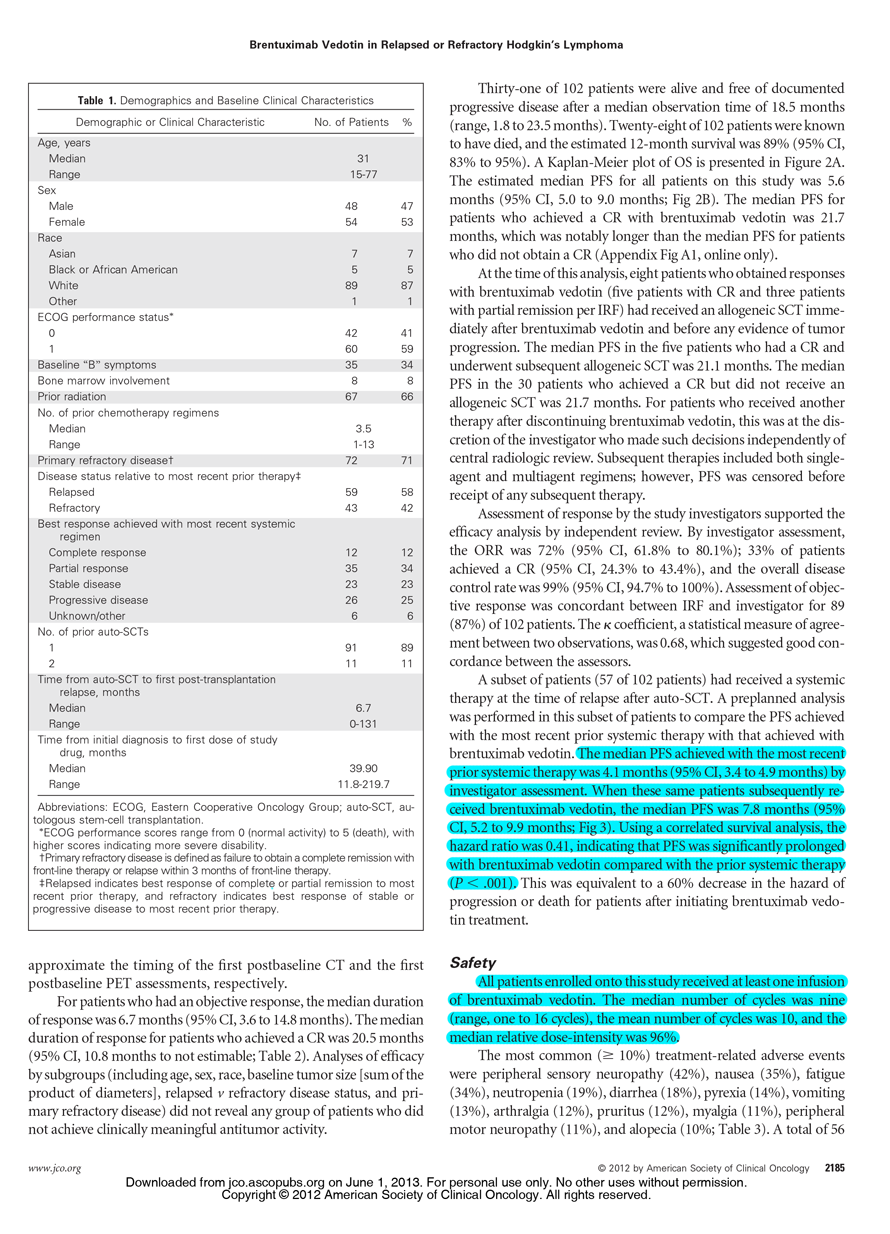 Brentuximab Vedotin in Relapsed or Refractory Hodgkin's Lymphoma
Table 1. Demographics and Baseline Clinical Characteristics
Demographic or Clinical Characteristic No. of Patients %
Age, years
Median 31
Range 15-77
Sex
Male 48 47
Female 54 53
Race
Asian 7 7
Black or African American 5 5
White 89 87
Other 1 1
ECOG performance status*
0 42 41
1 60 59
Baseline “B” symptoms 35 34
Bone marrow involvement 8 8
Prior radiation 67 66
No. of prior chemotherapy regimens
Median 3.5
Range 1-13
Primary refractory disease† 72 71
Disease status relative to most recent prior therapy‡
Relapsed 59 58
Refractory 43 42
Best response achieved with most recent systemic
regimen
Complete response 12 12
Partial response 35 34
Stable disease 23 23
Progressive disease 26 25
Unknown/other 6 6
No. of prior auto-SCTs
1 91 89
2 11 11
Time from auto-SCT to first post-transplantation
relapse, months
Median 6.7
Range 0-131
Time from initial diagnosis to first dose of study
drug, months
Median 39.90
Range 11.8-219.7
Abbreviations: ECOG, Eastern Cooperative Oncology Group; auto-SCT, au-
tologous stem-cell transplantation.
*ECOG performance scores range from 0 (normal activity) to 5 (death), with
higher scores indicating more severe disability.
†Primary refractory disease is defined as failure to obtain a complete remission with
front-line therapy or relapse within 3 months of front-line therapy.
‡Relapsed indicates best response of complete or partial remission to most
recent prior therapy, and refractory indicates best response of stable or
progressive disease to most recent prior therapy.
approximate the timing of the first postbaseline CT and the first
postbaseline PET assessments, respectively.
For patients who had an objective response, the median duration
of response was 6.7 months (95% CI, 3.6 to 14.8 months). The median
duration of response for patients who achieved a CR was 20.5 months
(95% CI, 10.8 months to not estimable; Table 2). Analyses of efficacy
by subgroups (including age, sex, race, baseline tumor size [sum of the
product of diameters], relapsed v refractory disease status, and pri-
mary refractory disease) did not reveal any group of patients who did
not achieve clinically meaningful antitumor activity.
Thirty-one of 102 patients were alive and free of documented
progressive disease after a median observation time of 18.5 months
(range, 1.8 to 23.5 months). Twenty-eight of 102 patients were known
to have died, and the estimated 12-month survival was 89% (95% CI,
83% to 95%). A Kaplan-Meier plot of OS is presented in Figure 2A.
The estimated median PFS for all patients on this study was 5.6
months (95% CI, 5.0 to 9.0 months; Fig 2B). The median PFS for
patients who achieved a CR with brentuximab vedotin was 21.7
months, which was notably longer than the median PFS for patients
who did not obtain a CR (Appendix Fig A1, online only).
At the time of this analysis, eight patients who obtained responses
with brentuximab vedotin (five patients with CR and three patients
with partial remission per IRF) had received an allogeneic SCT imme-
diately after brentuximab vedotin and before any evidence of tumor
progression. The median PFS in the five patients who had a CR and
underwent subsequent allogeneic SCT was 21.1 months. The median
PFS in the 30 patients who achieved a CR but did not receive an
allogeneic SCT was 21.7 months. For patients who received another
therapy after discontinuing brentuximab vedotin, this was at the dis-
cretion of the investigator who made such decisions independently of
central radiologic review. Subsequent therapies included both single-
agent and multiagent regimens; however, PFS was censored before
receipt of any subsequent therapy.
Assessment of response by the study investigators supported the
efficacy analysis by independent review. By investigator assessment,
the ORR was 72% (95% CI, 61.8% to 80.1%); 33% of patients
achieved a CR (95% CI, 24.3% to 43.4%), and the overall disease
control rate was 99% (95% CI, 94.7% to 100%). Assessment of objec-
tive response was concordant between IRF and investigator for 89
(87%) of 102 patients. The κ coefficient, a statistical measure of agree-
ment between two observations, was 0.68, which suggested good con-
cordance between the assessors.
A subset of patients (57 of 102 patients) had received a systemic
therapy at the time of relapse after auto-SCT. A preplanned analysis
was performed in this subset of patients to compare the PFS achieved
with the most recent prior systemic therapy with that achieved with
brentuximab vedotin. The median PFS achieved with the most recent
prior systemic therapy was 4.1 months (95% CI, 3.4 to 4.9 months) by
investigator assessment. When these same patients subsequently re-
ceived brentuximab vedotin, the median PFS was 7.8 months (95%
CI, 5.2 to 9.9 months; Fig 3). Using a correlated survival analysis, the
hazard ratio was 0.41, indicating that PFS was significantly prolonged
with brentuximab vedotin compared with the prior systemic therapy
(P < .001). This was equivalent to a 60% decrease in the hazard of
progression or death for patients after initiating brentuximab vedo-
tin treatment.
Safety
All patients enrolled onto this study received at least one infusion
of brentuximab vedotin. The median number of cycles was nine
(range, one to 16 cycles), the mean number of cycles was 10, and the
median relative dose-intensity was 96%.
The most common (≥ 10%) treatment-related adverse events
were peripheral sensory neuropathy (42%), nausea (35%), fatigue
(34%), neutropenia (19%), diarrhea (18%), pyrexia (14%), vomiting
(13%), arthralgia (12%), pruritus (12%), myalgia (11%), peripheral
motor neuropathy (11%), and alopecia (10%; Table 3). A total of 56
www.jco.org © 2012 by American Society of Clinical Oncology 2185
Downloaded from jco.ascopubs.org on June 1, 2013. For personal use only. No other uses without permission.
Copyright © 2012 American Society of Clinical Oncology. All rights reserved.